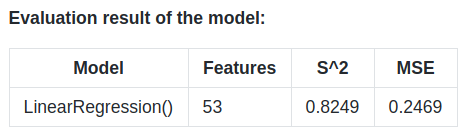 Evaluation result of the model:
Model Features S^2 MSE
LinearRegression() 53 0.8249 0.2469